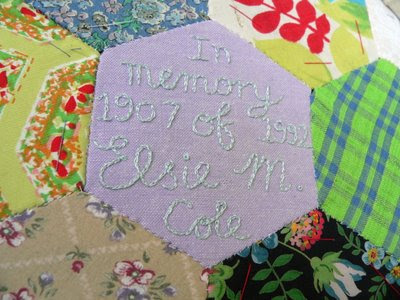 In
memory
1907 of 1992
Elsie M.
Cole